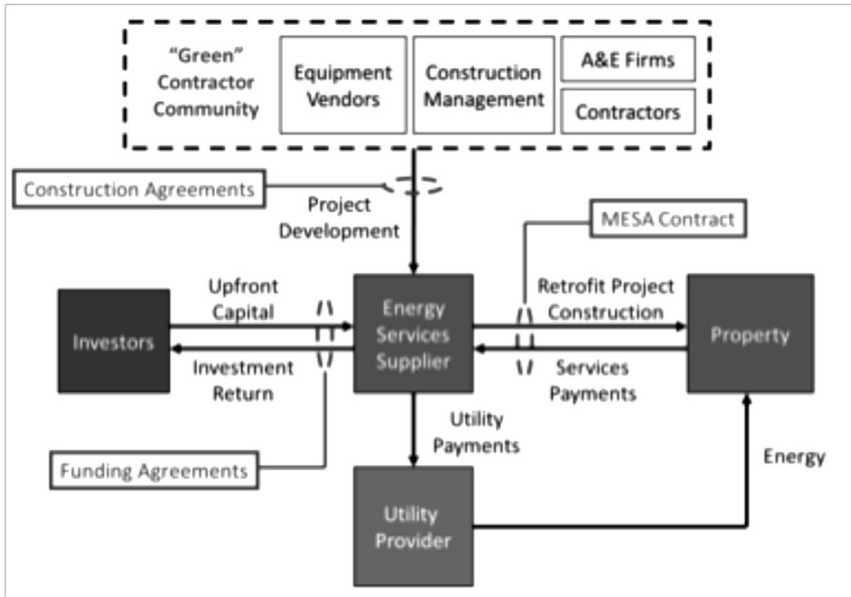 “Green”
Contractor
Community
Equipment
Vendors
Construction
Management
A&E Firms
Contractors
Construction Agreements
Project
Development
MESA Contract
Upfront
Capital
Energy
Services
Supplier
Retrofit Project
Construction
Investors
Property
Investment
Return
Services
Payments
Utility
Payments
Funding Agreements
Energy
Utility
Provider